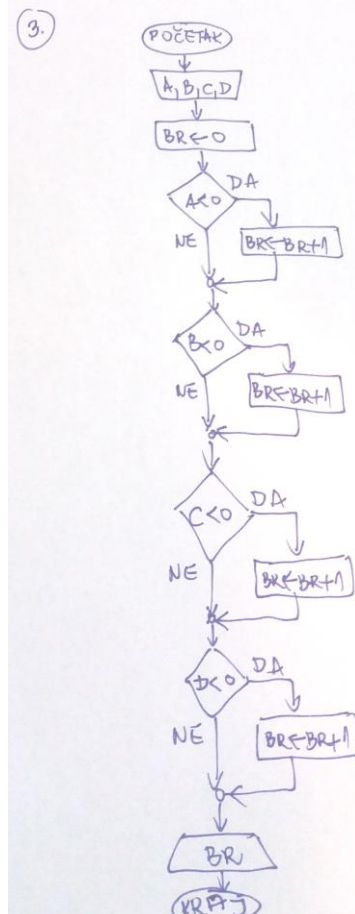 3.
POČETAK
A, B, C, D
BR ← 0
A<0
DA
NE
BR ← BR+1
B<0
DA
NE
BR ← BR+1
C<0
DA
NE
BR ← BR+1
D<0
DA
NE
BR ← BR+1
BR
KRAJ